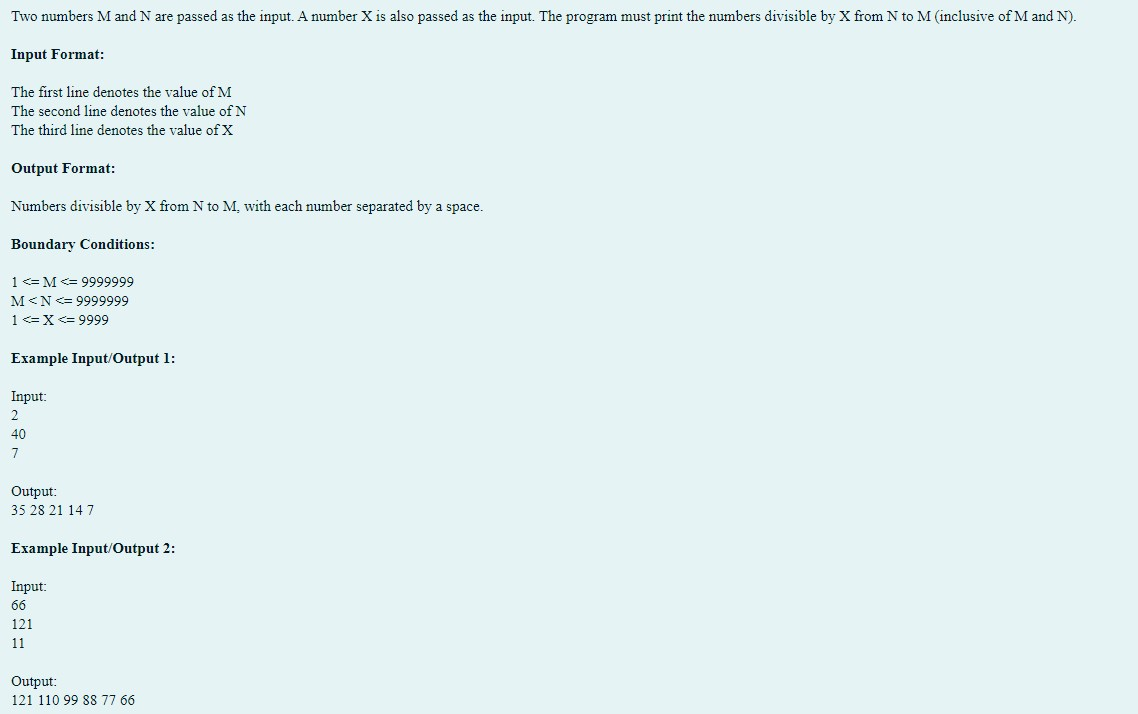 Two numbers M and N are passed as the input. A number X is also passed as the input. The program must print the numbers divisible by X from N to M (inclusive of M and N).
Input Format:
The first line denotes the value of M
The second line denotes the value of N
The third line denotes the value of X
Output Format:
Numbers divisible by X from N to M, with each number separated by a space.
Boundary Conditions:
1 <= M <= 9999999
M < N <= 9999999
1 <= X <= 9999
Example Input/Output 1:
Input:
2
40
7
Output:
35 28 21 14 7
Example Input/Output 2:
Input:
66
121
11
Output:
121 110 99 88 77 66